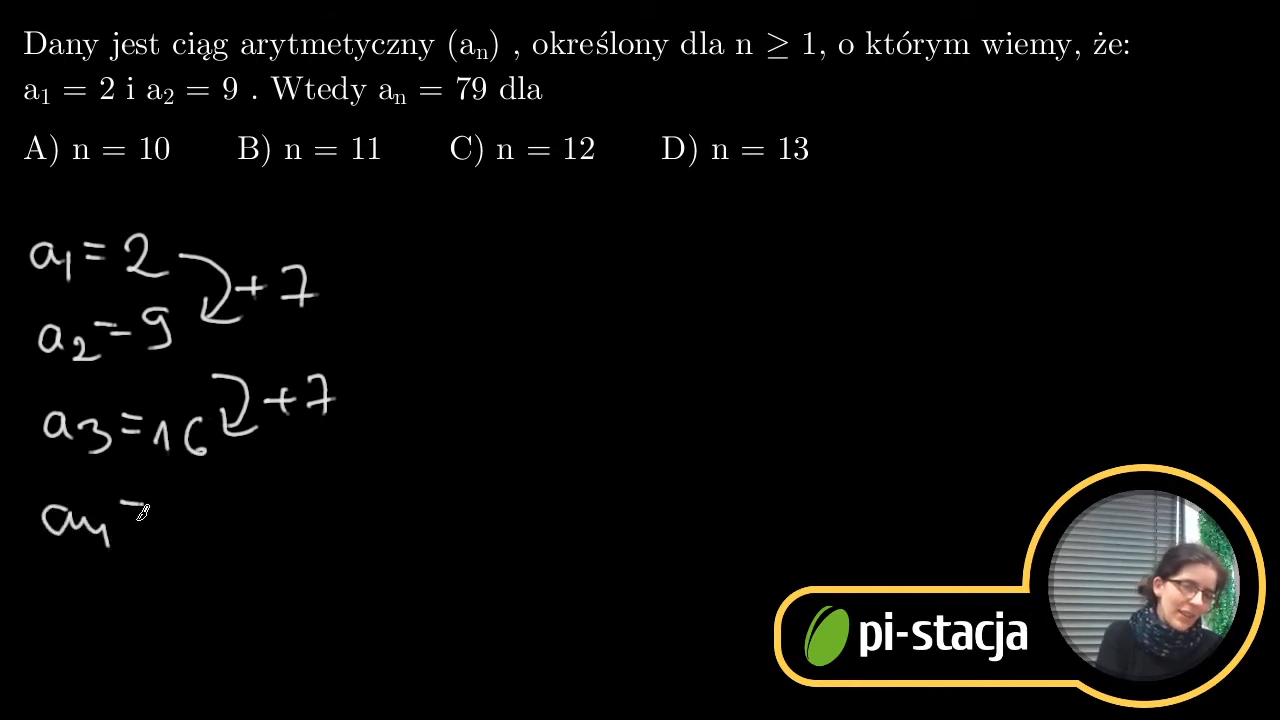 Dany jest ciąg arytmetyczny (aₙ) , określony dla n ≥ 1, o którym wiemy, że:
a₁ = 2 i a₂ = 9 . Wtedy aₙ = 79 dla
A) n = 10 B) n = 11 C) n = 12 D) n = 13
a₁ = 2
+ 7
a₂ = 9
+ 7
a₃ = 16
a₄ =
pi-stacja